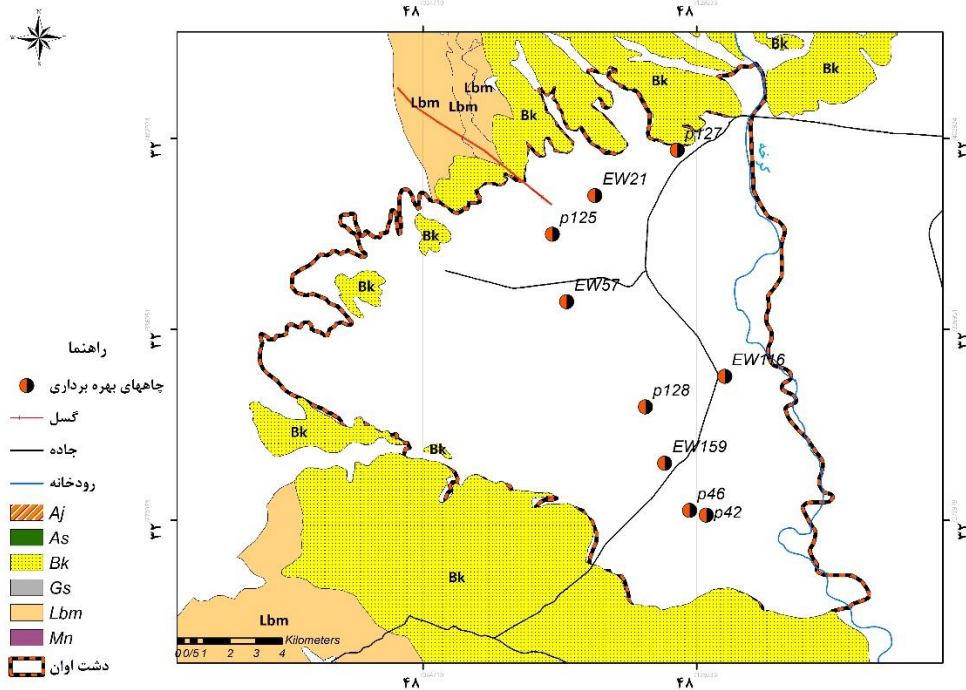 N
W E
S
۴۸ ۴۸
Bk
Bk
Bk
Lbm
Lbm Lbm
Bk
۳۲ ۳۲
p127
کرخه
EW21
p125
Bk
Bk
EW57
۳۲ ۳۲
EW116
p128
Bk
Bk
EW159
p46
p42
۳۲ ۳۲
Bk
Lbm
0 0/5 1 2 3 4 Kilometers
۴۸ ۴۸
راهنما
چاههای بهره برداری
گسل
جاده
رودخانه
Aj
As
Bk
Gs
Lbm
Mn
دشت اوان